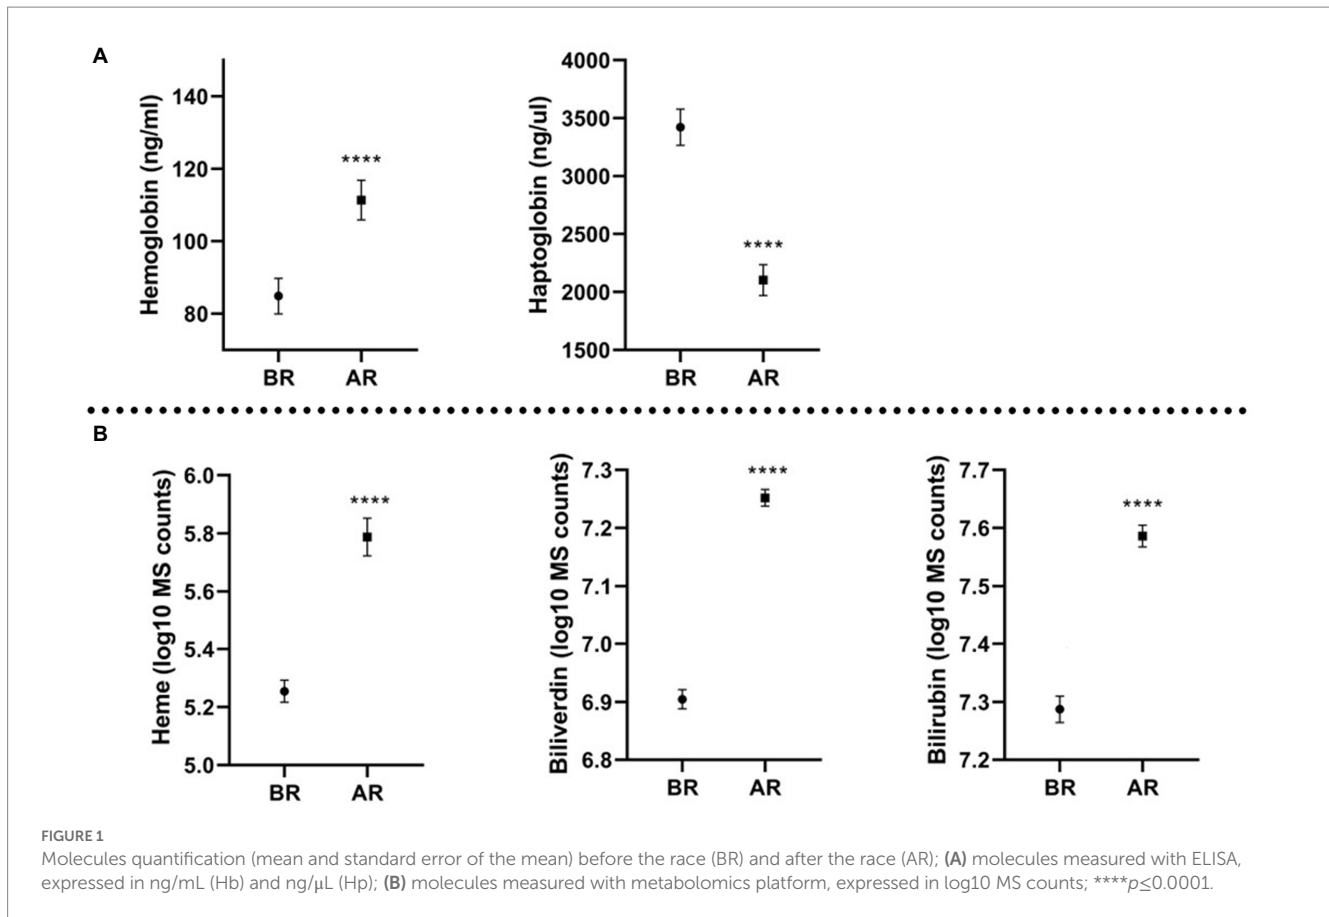 A
Hemoglobin (ng/ml)
140
120
100
80
****
BR AR
Haptoglobin (ng/ul)
4000
3500
3000
2500
2000
1500
****
BR AR
B
Heme (log10 MS counts)
6.0
5.8
5.6
5.4
5.2
5.0
****
BR AR
Biliverdin (log10 MS counts)
7.3
7.2
7.1
7.0
6.9
6.8
****
BR AR
Bilirubin (log10 MS counts)
7.7
7.6
7.5
7.4
7.3
7.2
****
BR AR
FIGURE 1
Molecules quantification (mean and standard error of the mean) before the race (BR) and after the race (AR); (A) molecules measured with ELISA,
expressed in ng/mL (Hb) and ng/μL (Hp); (B) molecules measured with metabolomics platform, expressed in log10 MS counts; ****p≤0.0001.